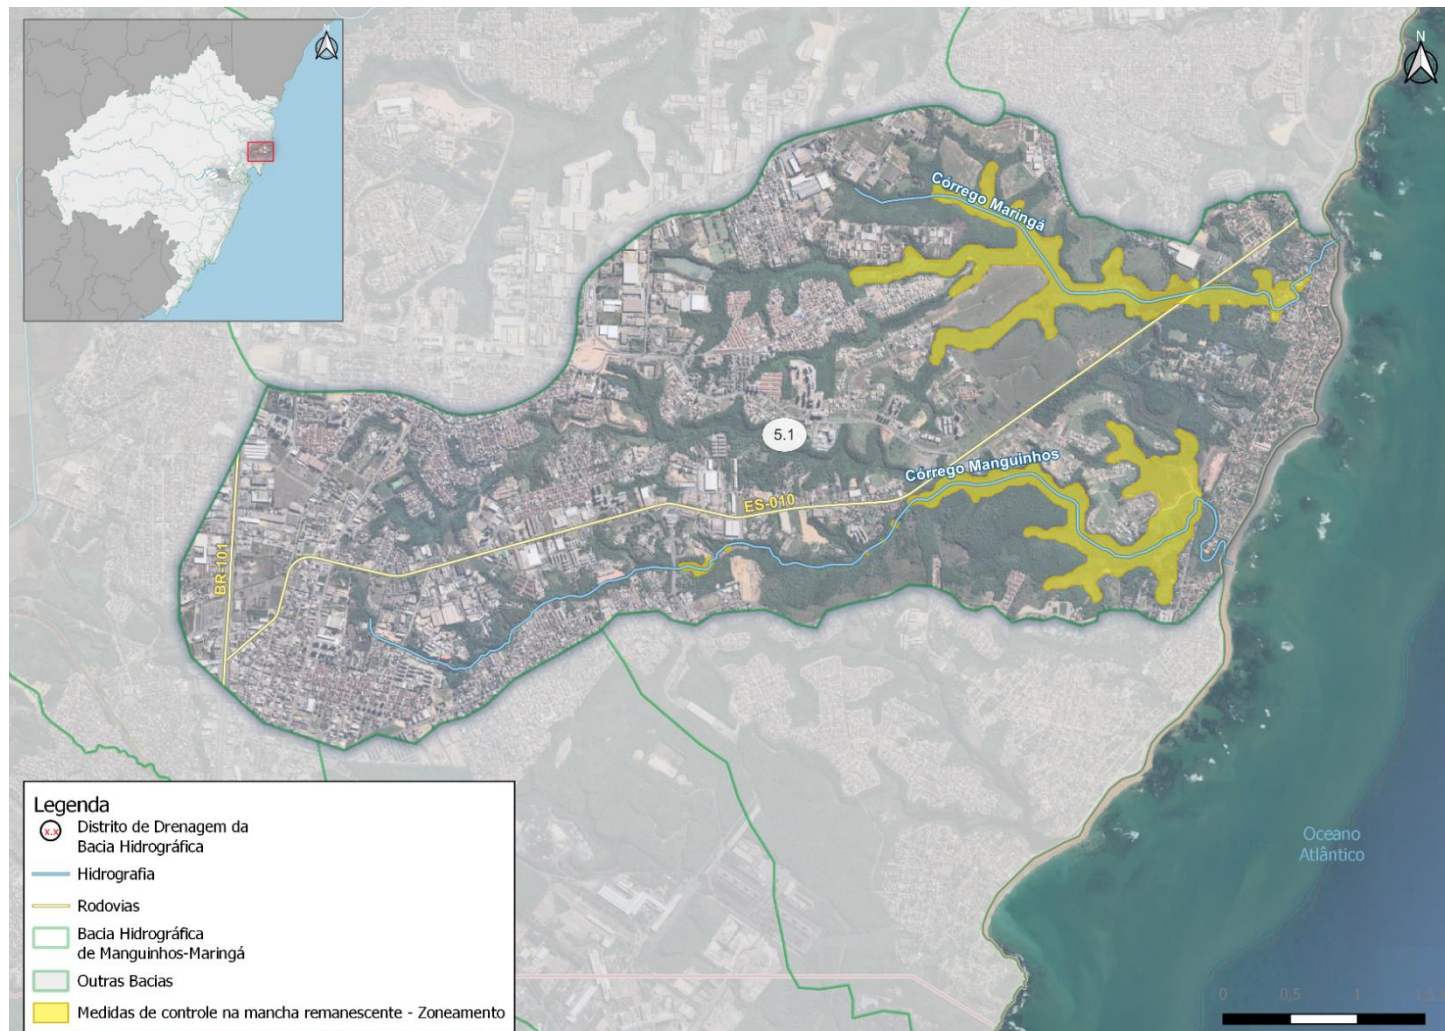 N
N
Córrego Maringá
5.1
Córrego Manguinhos
ES-010
BR-101
Legenda
x.x
Distrito de Drenagem da
Bacia Hidrográfica
Hidrografia
Rodovias
Bacia Hidrográfica
de Manguinhos-Maringá
Outras Bacias
Medidas de controle na mancha remanescente - Zoneamento
Oceano
Atlântico
0 0,5 1 1.5